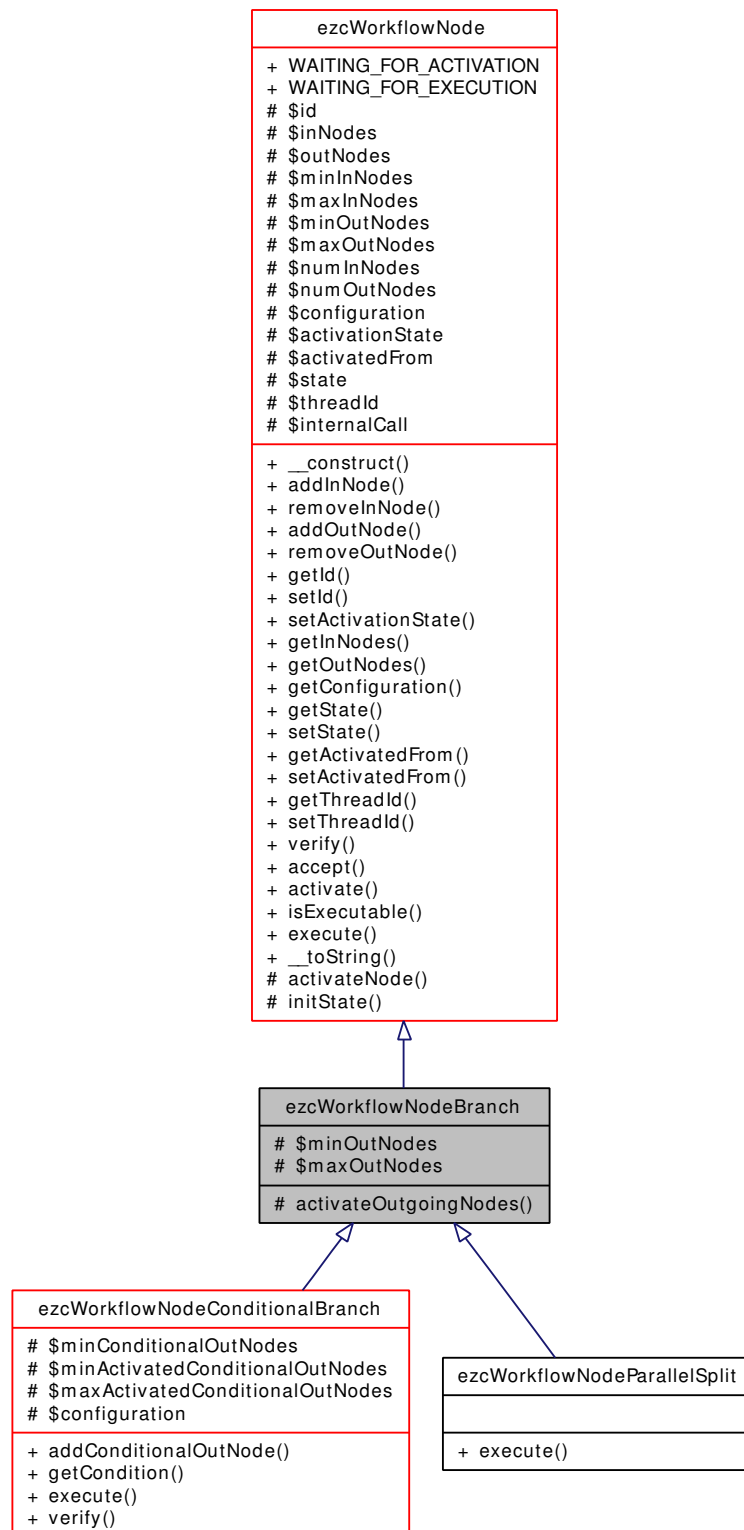 ezcWorkflowNode
+ WAITING_FOR_ACTIVATION
+ WAITING_FOR_EXECUTION
# $id
# $inNodes
# $outNodes
# $minInNodes
# $maxInNodes
# $minOutNodes
# $maxOutNodes
# $numInNodes
# $numOutNodes
# $configuration
# $activationState
# $activatedFrom
# $state
# $threadId
# $internalCall
+ __construct()
+ addInNode()
+ removeInNode()
+ addOutNode()
+ removeOutNode()
+ getId()
+ setId()
+ setActivationState()
+ getInNodes()
+ getOutNodes()
+ getConfiguration()
+ getState()
+ setState()
+ getActivatedFrom()
+ setActivatedFrom()
+ getThreadId()
+ setThreadId()
+ verify()
+ accept()
+ activate()
+ isExecutable()
+ execute()
+ __toString()
# activateNode()
# initState()
ezcWorkflowNodeBranch
# $minOutNodes
# $maxOutNodes
# activateOutgoingNodes()
ezcWorkflowNodeConditionalBranch
# $minConditionalOutNodes
# $minActivatedConditionalOutNodes
# $maxActivatedConditionalOutNodes
# $configuration
+ addConditionalOutNode()
+ getCondition()
+ execute()
+ verify()
ezcWorkflowNodeParallelSplit
+ execute()